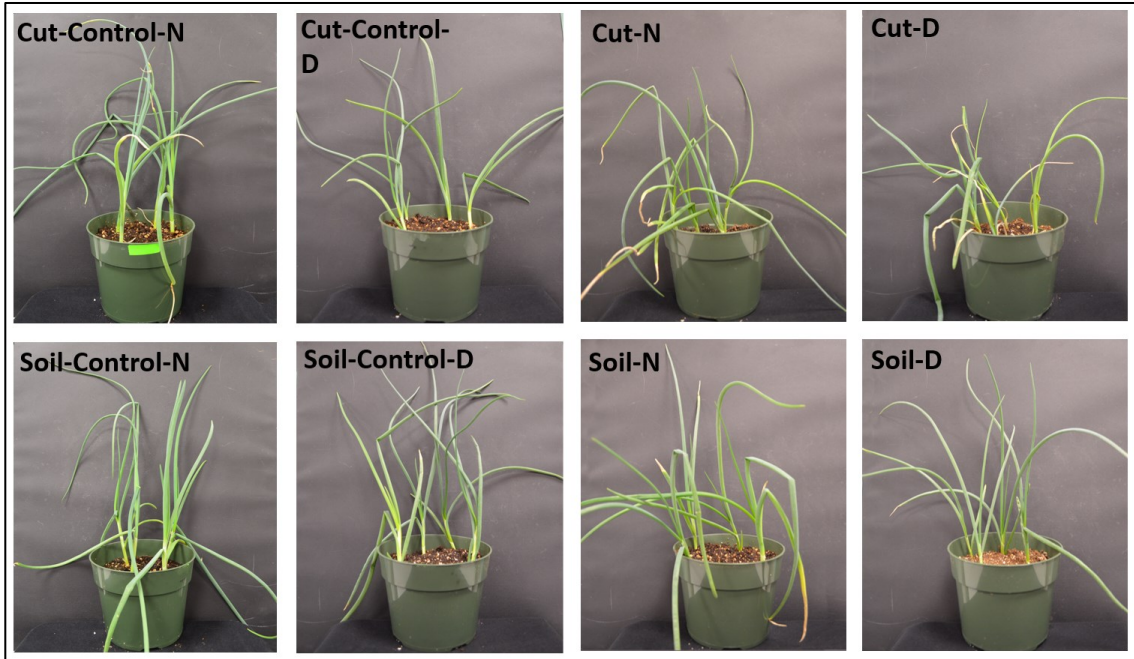 Cut-Control-N
Cut-Control-
D
Cut-N
Cut-D
Soil-Control-N
Soil-Control-D
Soil-N
Soil-D